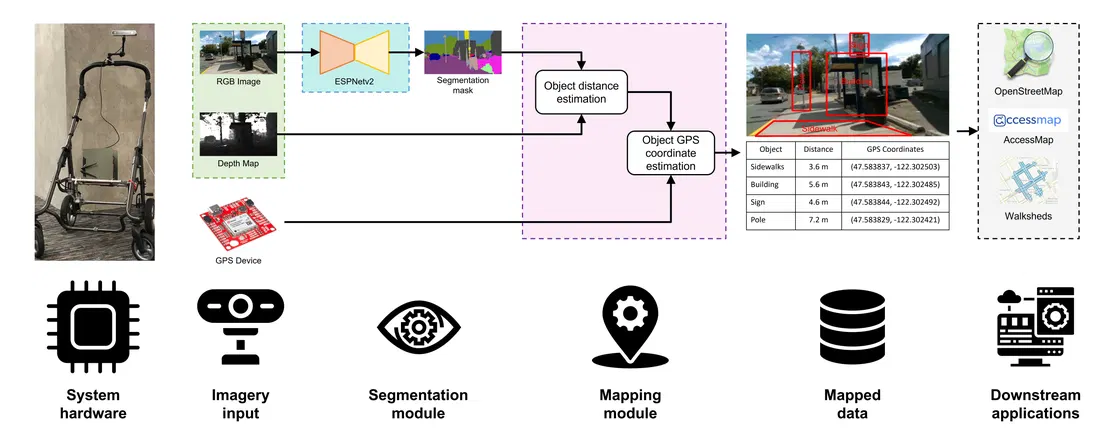 RGB Image
ESPNetv2
Segmentation
mask
Depth Map
GPS Device
Object distance
estimation
Object GPS
coordinate
estimation
Sidewalk
Object Distance GPS Coordinates
Sidewalks 3.6 m (47.583837, -122.302503)
Building 5.6 m (47.583843, -122.302485)
Sign 4.6 m (47.583844, -122.302492)
Pole 7.2 m (47.583829, -122.302421)
OpenStreetMap
accessmap
AccessMap
Walksheds
System
hardware
Imagery
input
Segmentation
module
Mapping
module
Mapped
data
Downstream
applications